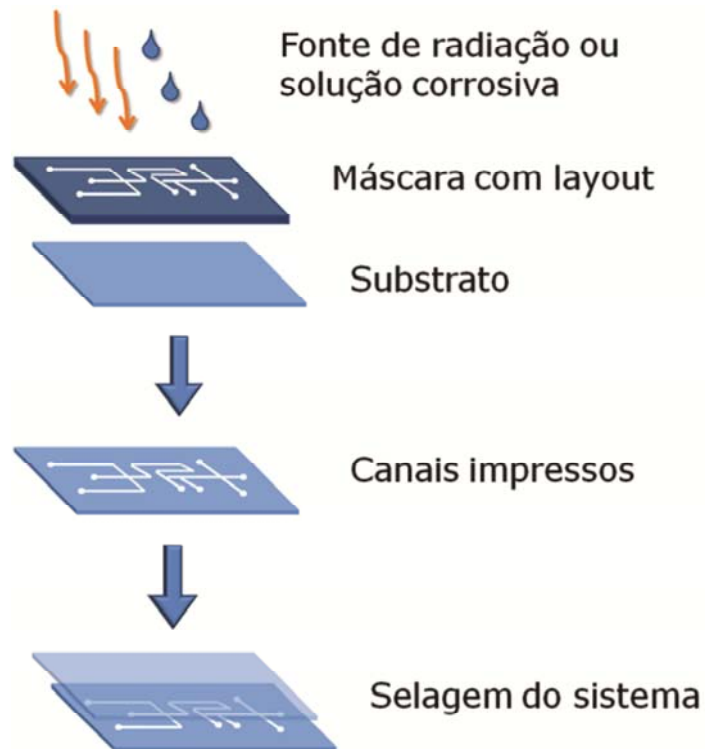 Fonte de radiação ou
solução corrosiva
Máscara com layout
Substrato
Canais impressos
Selagem do sistema